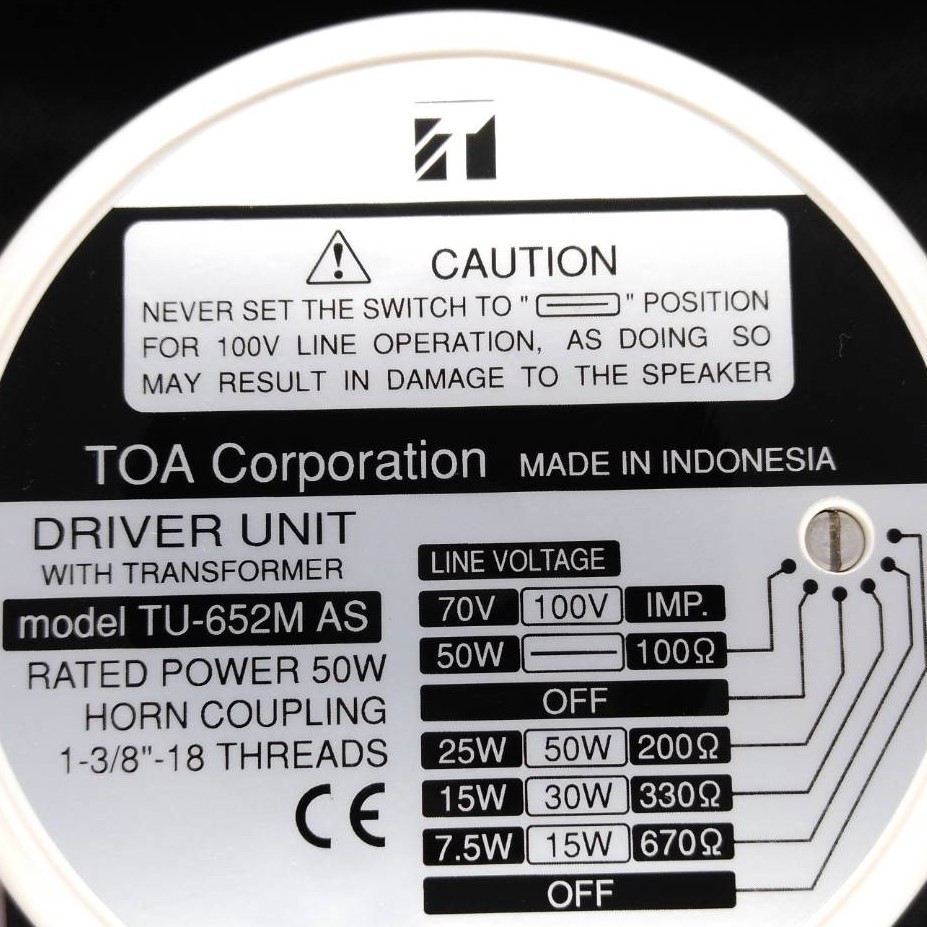 CAUTION
NEVER SET THE SWITCH TO "—" POSITION
FOR 100V LINE OPERATION, AS DOING SO
MAY RESULT IN DAMAGE TO THE SPEAKER
TOA Corporation MADE IN INDONESIA
DRIVER UNIT
WITH TRANSFORMER
model TU-652M AS
RATED POWER 50W
HORN COUPLING
1-3/8"-18 THREADS
CE
LINE VOLTAGE
70V 100V IMP.
50W — 100Ω
OFF
25W 50W 200Ω
15W 30W 330Ω
7.5W 15W 670Ω
OFF